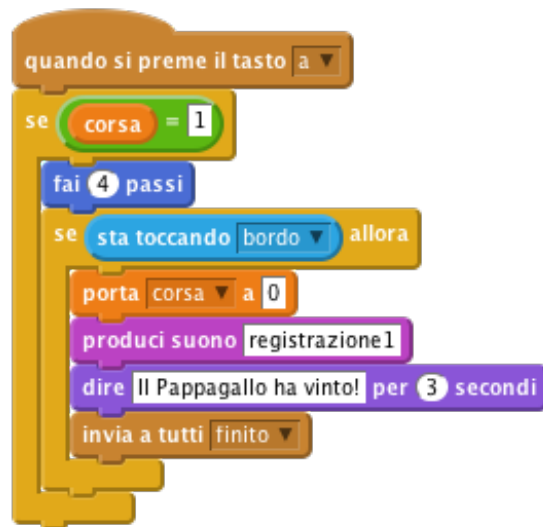 quando si preme il tasto a
se corsa = 1
fai 4 passi
se sta toccando bordo allora
porta corsa a 0
produci suono registrazione1
dire Il Pappagallo ha vinto! per 3 secondi
invia a tutti finito